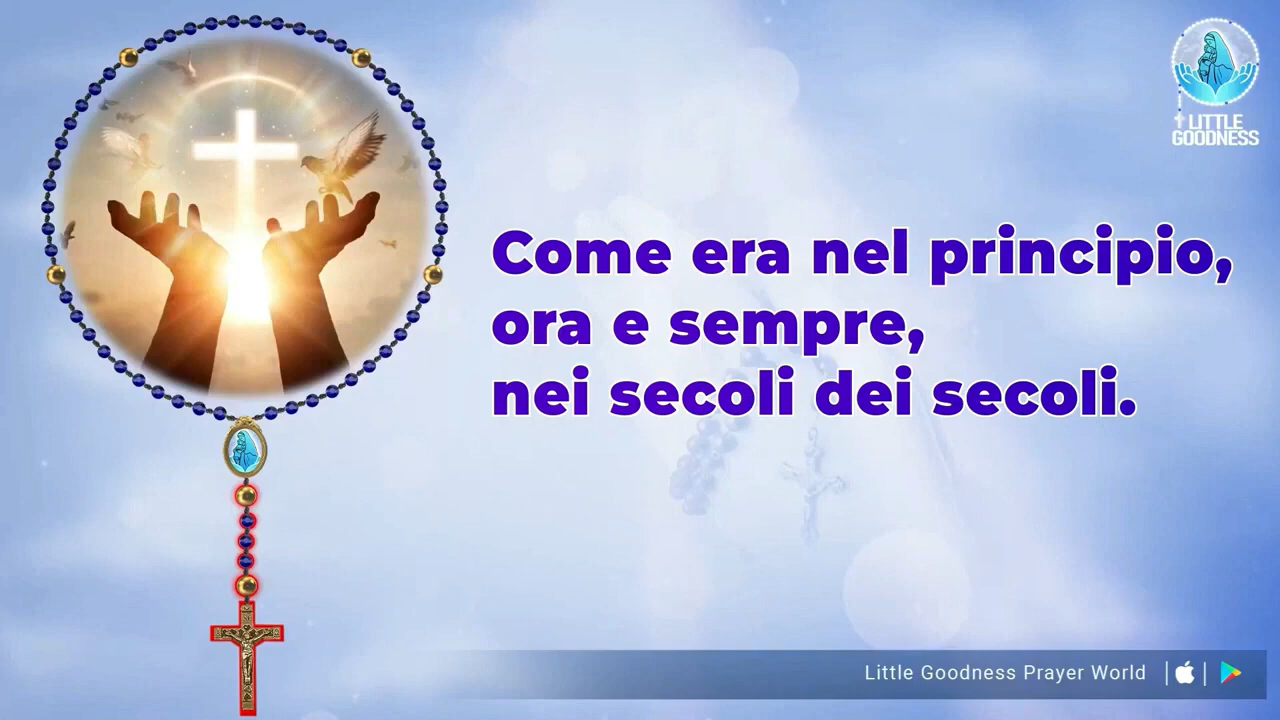 LITTLE
GOODNESS
Come era nel principio,
ora e sempre,
nei secoli dei secoli.
Little Goodness Prayer World